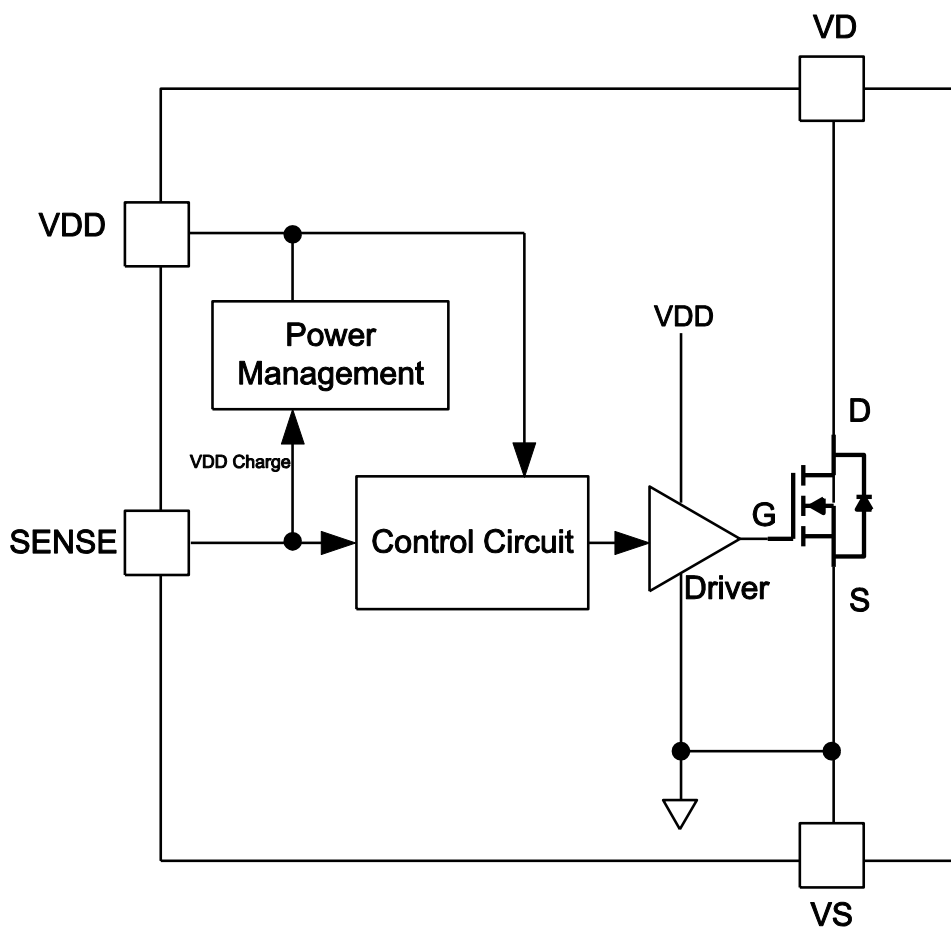 VD
VDD
Power
Management
VDD
D
VDD Charge
G
SENSE
Control Circuit
Driver
S
VS